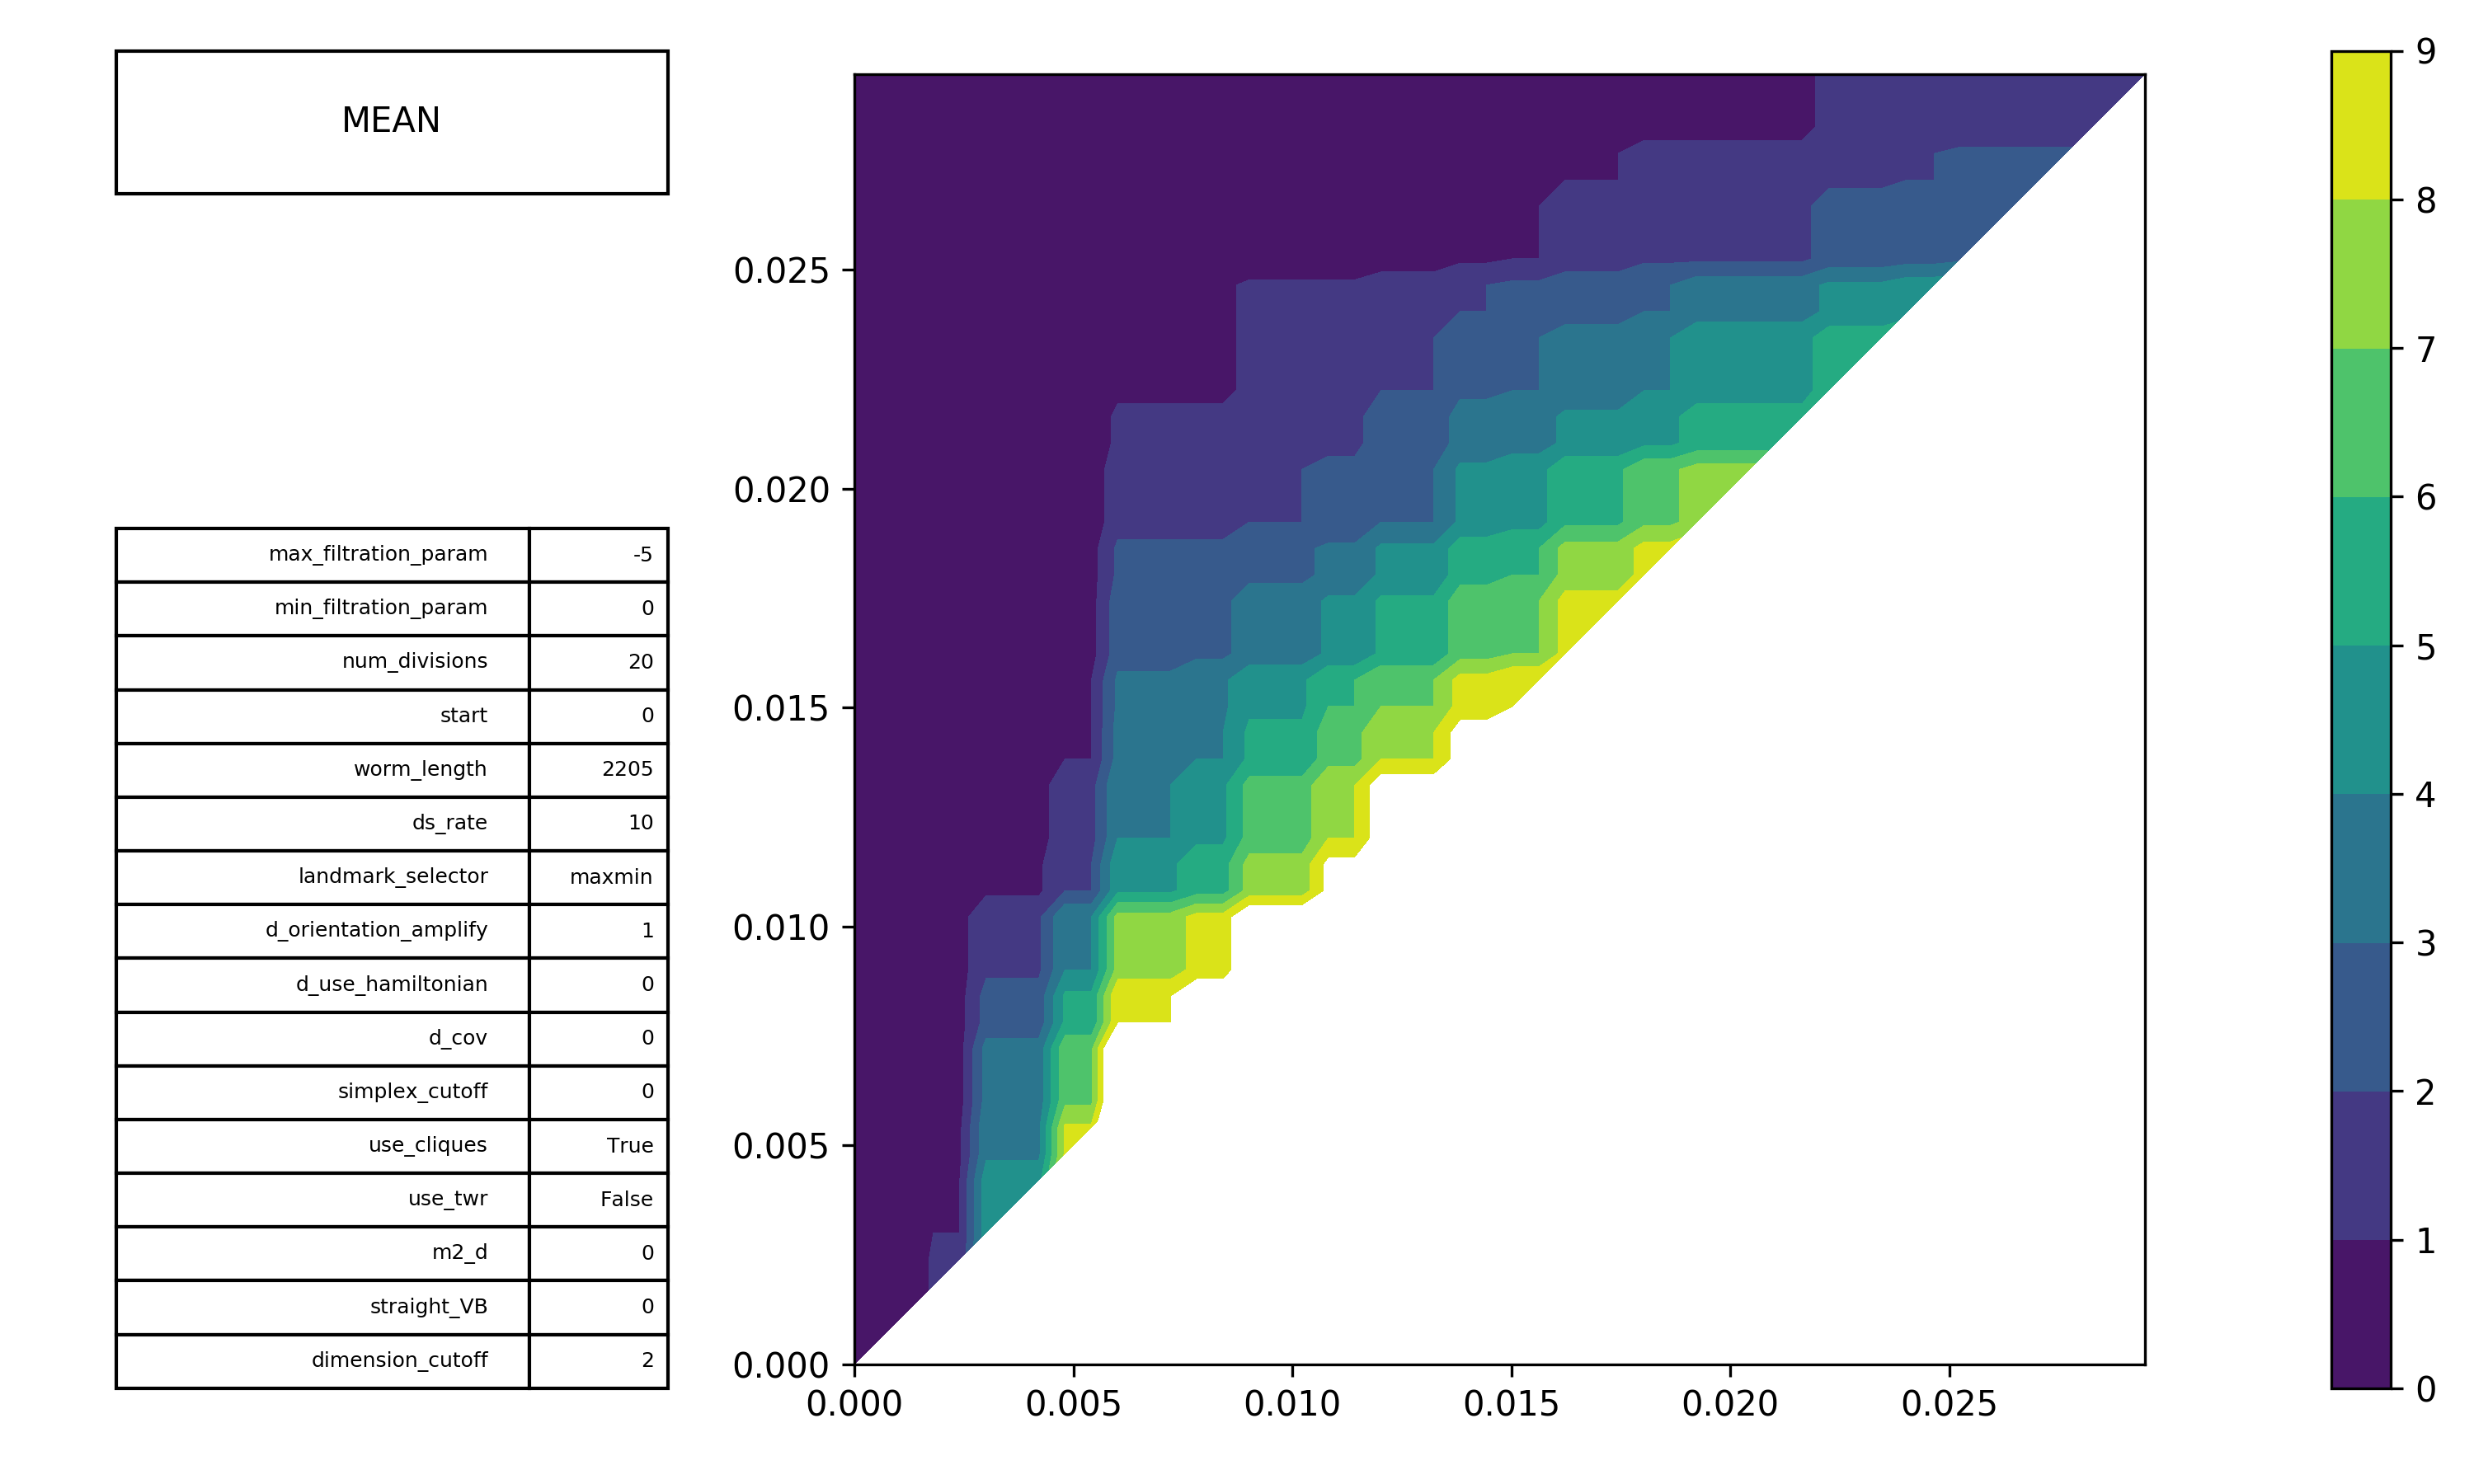 MEAN
max_filtration_param -5
min_filtration_param 0
num_divisions 20
start 0
worm_length 2205
ds_rate 10
landmark_selector maxmin
d_orientation_amplify 1
d_use_hamiltonian 0
d_cov 0
simplex_cutoff 0
use_cliques True
use_twr False
m2_d 0
straight_VB 0
dimension_cutoff 2
0.025
0.020
0.015
0.010
0.005
0.000
0.000 0.005 0.010 0.015 0.020 0.025
9
8
7
6
5
4
3
2
1
0